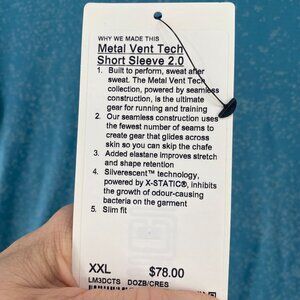 WHY WE MADE THIS
Metal Vent Tech
Short Sleeve 2.0
1. Built to perform, sweat after
sweat. The Metal Vent Tech
collection, powered by seamless
construction, is the ultimate
gear for running and training
2. Our seamless construction uses
the fewest number of seams to
create gear that glides across
skin so you can skip the chafe
3. Added elastane improves stretch
and shape retention
4. Silverescent™ technology,
powered by X-STATIC®, inhibits
the growth of odour-causing
bacteria on the garment
5. Slim fit
XXL $78.00
LM3DCTS DOZB/CRES